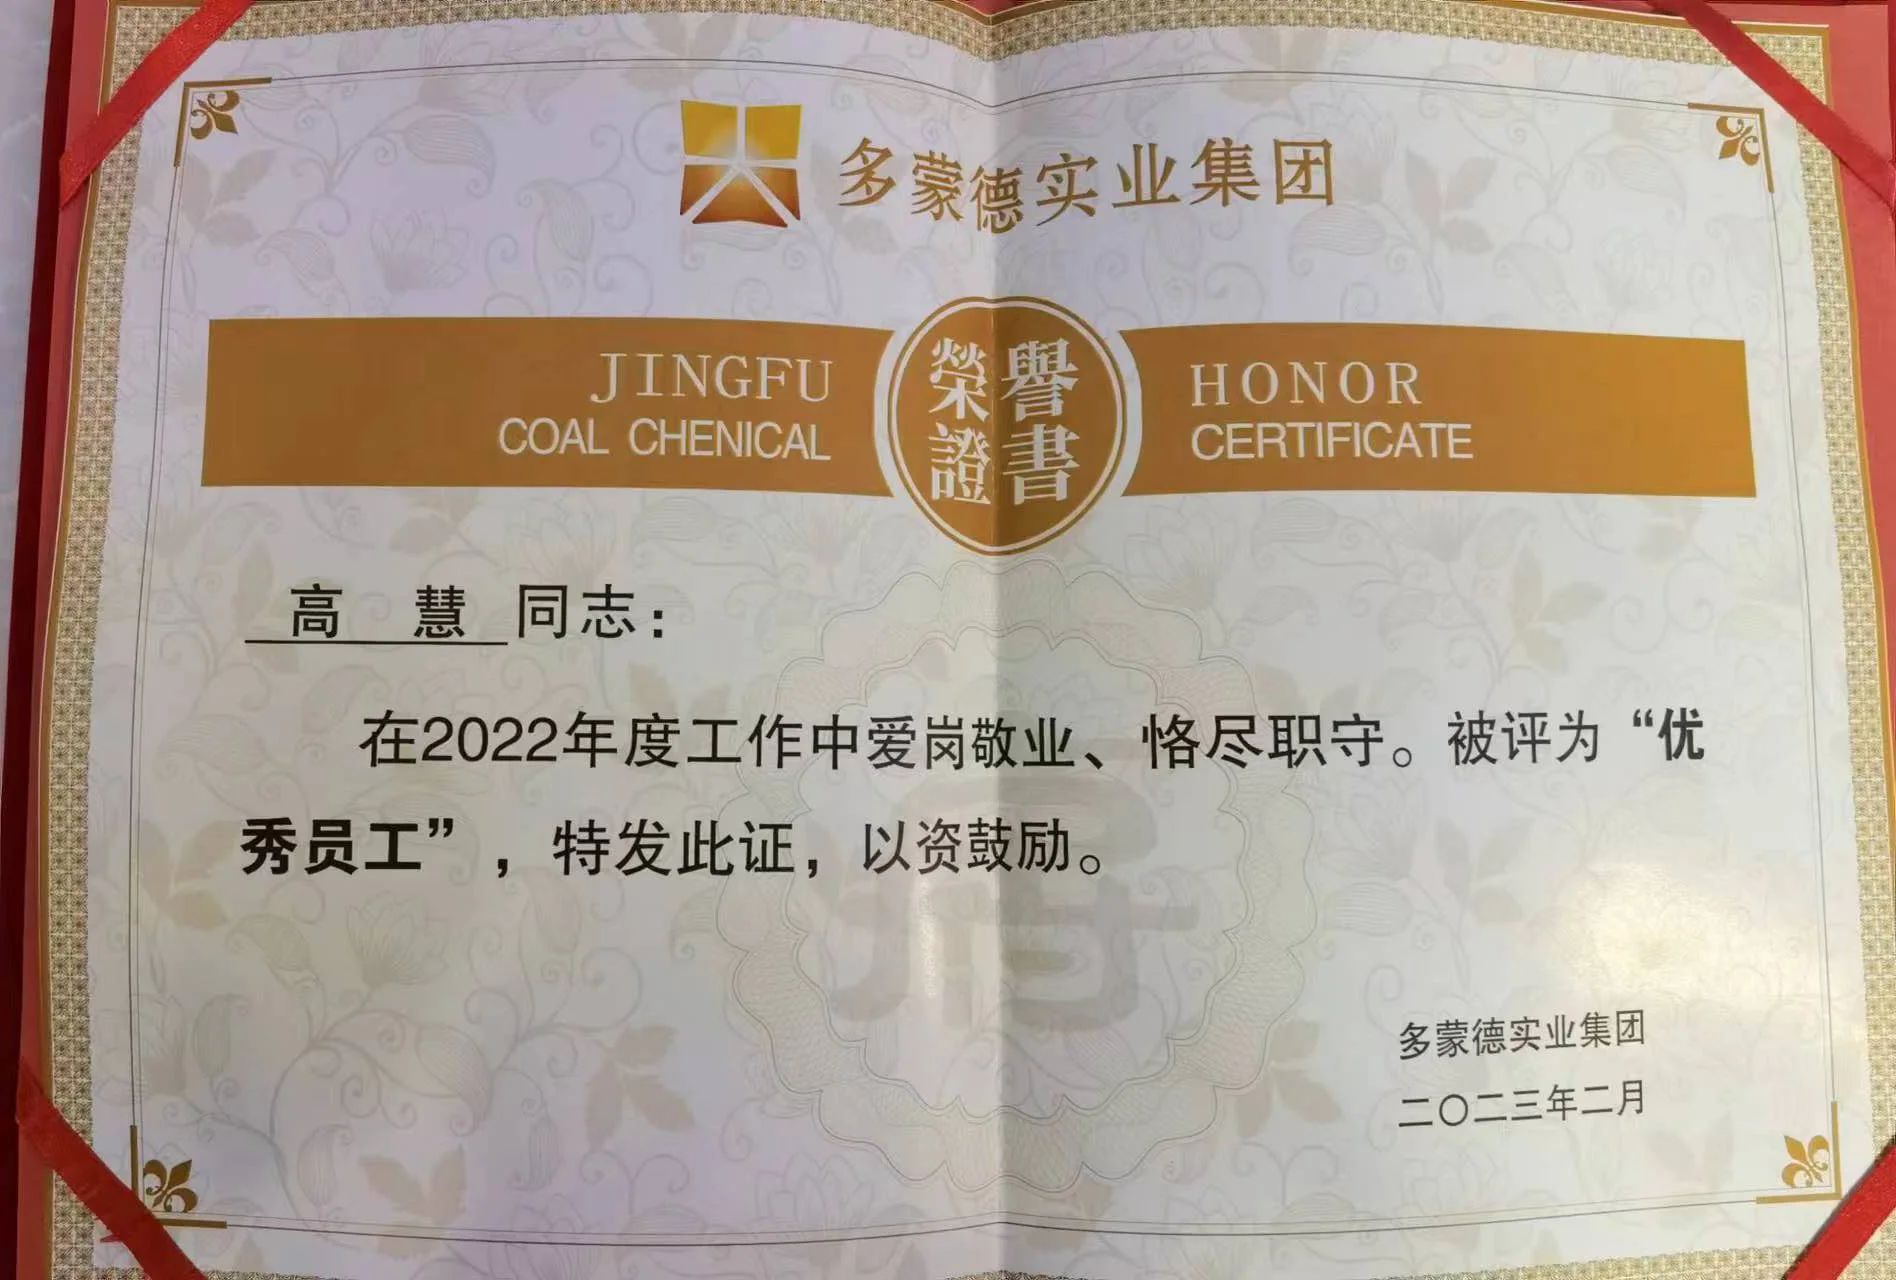 多蒙德实业集团
JINGFU
COAL CHENICAL
榮譽
證書
HONOR
CERTIFICATE
高 慧 同志：
在2022年度工作中爱岗敬业、恪尽职守。被评为“优
秀员工”，特发此证，以资鼓励。
多蒙德实业集团
二〇二三年二月